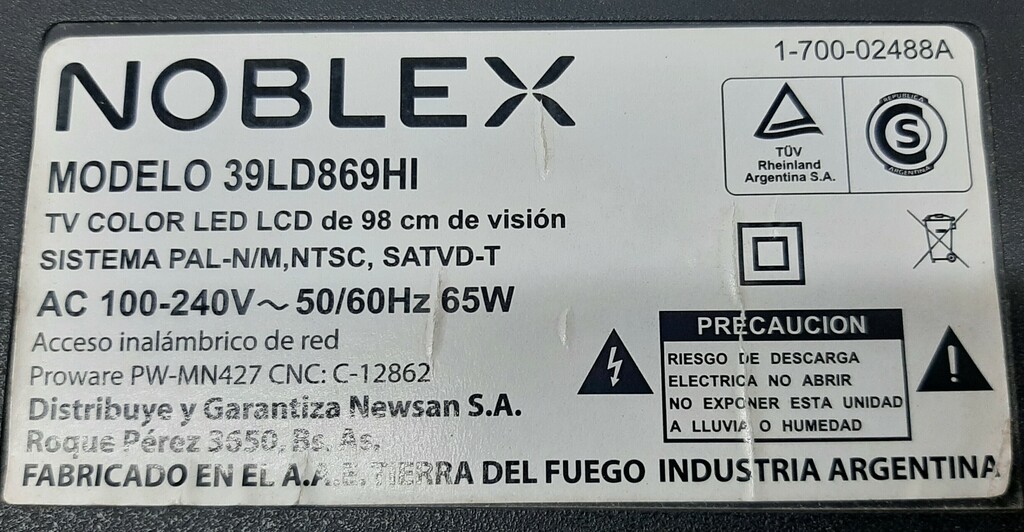 NOBLEX
1-700-02488A
TÜV
Rheinland
Argentina S.A.
REPUBLICA
S
ARGENTINA
MODELO 39LD869HI
TV COLOR LED LCD de 98 cm de visión
SISTEMA PAL-N/M,NTSC, SATVD-T
AC 100-240V～ 50/60Hz 65W
Acceso inalámbrico de red
Proware PW-MN427 CNC: C-12862
Distribuye y Garantiza Newsan S.A.
Roque Pérez 3650, Bs. As.
PRECAUCION
RIESGO DE DESCARGA
ELECTRICA NO ABRIR
NO EXPONER ESTA UNIDAD
A LLUVIA O HUMEDAD
FABRICADO EN EL A.A.E. TIERRA DEL FUEGO INDUSTRIA ARGENTINA